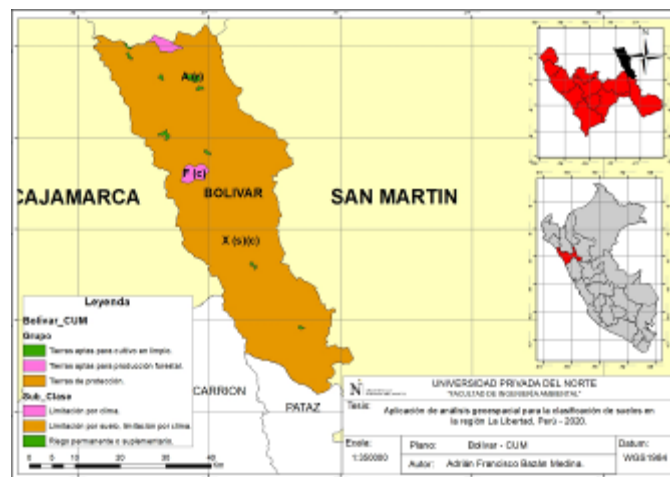 A(r)
F (c)
BOLIVAR
CAJAMARCA
SAN MARTIN
X (s)(c)
CARRION
PATAZ
N
Leyenda
Bolivar_CUM
Grupo
Tierras aptas para cultivo en limpio.
Tierras aptas para producción forestal.
Tierras de protección.
Sub_Clase
Limitación por clima.
Limitación por suelo, limitación por clima.
Riego permanente o suplementario.
0 10 20 30 40
Km
UNIVERSIDAD PRIVADA DEL NORTE
"FACULTAD DE INGENIERÍA AMBIENTAL"
Tesis: Aplicación de análisis geoespacial para la clasificación de suelos en
la región La Libertad, Perú - 2020.
1:350000
Plano: Bolívar - CUM
Autor: Adrián Francisco Bazán Medina.
Datum:
WGS1984